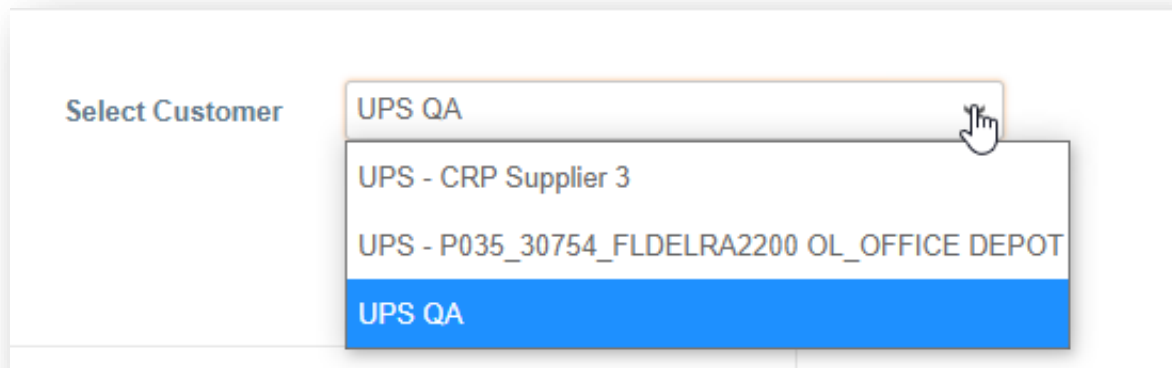 Select Customer
UPS QA
UPS - CRP Supplier 3
UPS - P035_30754_FLDELRA2200 OL_OFFICE DEPOT
UPS QA